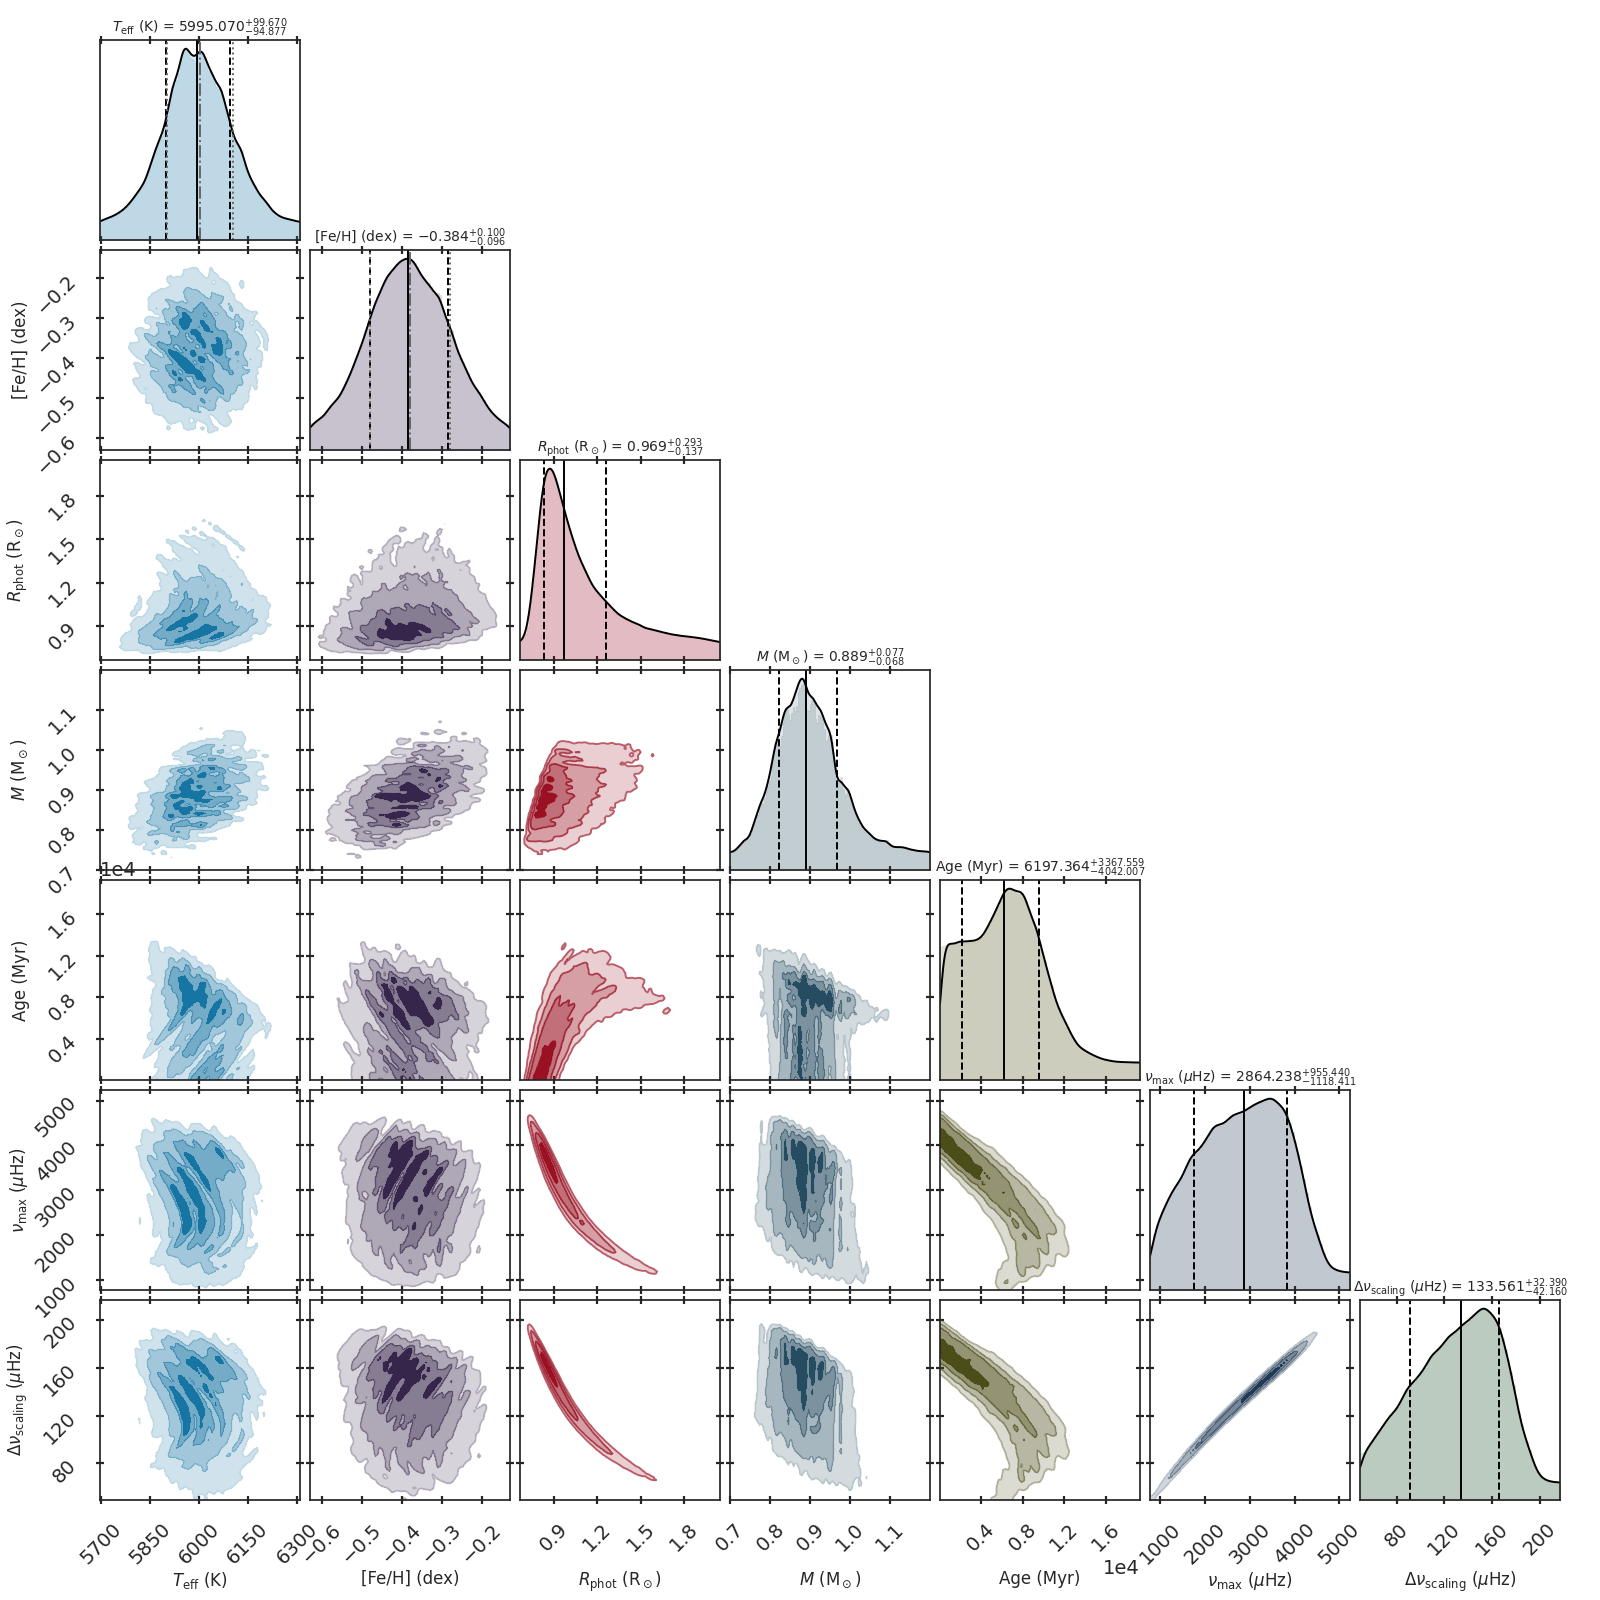 T_eff (K) = 5995.070 +99.670 −94.877
[Fe/H] (dex) = −0.384 +0.100 −0.096
[Fe/H] (dex)
−0.2
−0.3
−0.4
−0.5
−0.6
R_phot (R⊙) = 0.969 +0.293 −0.137
R_phot (R⊙)
1.8
1.5
1.2
0.9
M (M⊙) = 0.889 +0.077 −0.068
M (M⊙)
1.1
1.0
0.9
0.8
0.7
1e4
Age (Myr) = 6197.364 +3367.559 −4042.007
Age (Myr)
1.6
1.2
0.8
0.4
ν_max (μHz) = 2864.238 +955.440 −1118.411
ν_max (μHz)
5000
4000
3000
2000
1000
Δν_scaling (μHz) = 133.561 +32.390 −42.160
Δν_scaling (μHz)
200
160
120
80
5700 5850 6000 6150 6300 −0.6 −0.5 −0.4 −0.3 −0.2 0.9 1.2 1.5 1.8 0.7 0.8 0.9 1.0 1.1 0.4 0.8 1.2 1.6 1000 2000 3000 4000 5000 80 120 160 200
1e4
T_eff (K) [Fe/H] (dex) R_phot (R⊙) M (M⊙) Age (Myr) ν_max (μHz) Δν_scaling (μHz)